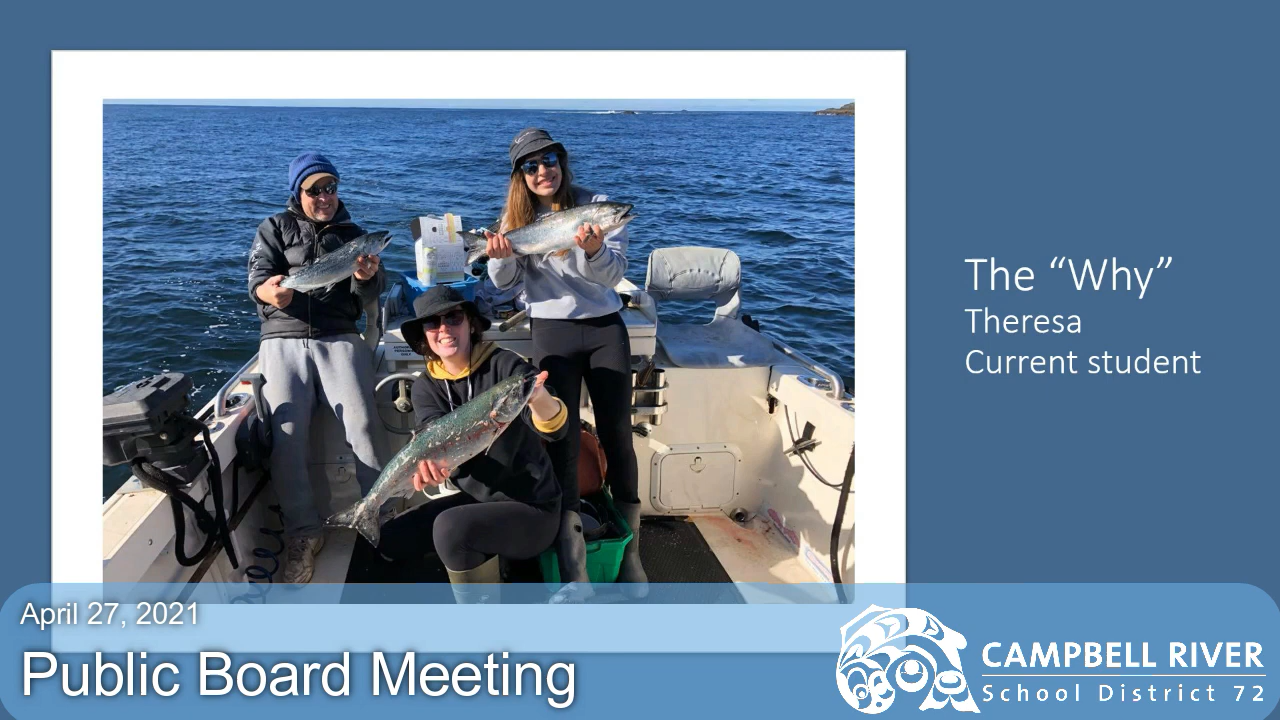 The “Why”
Theresa
Current student
April 27, 2021
Public Board Meeting
CAMPBELL RIVER
School District 72